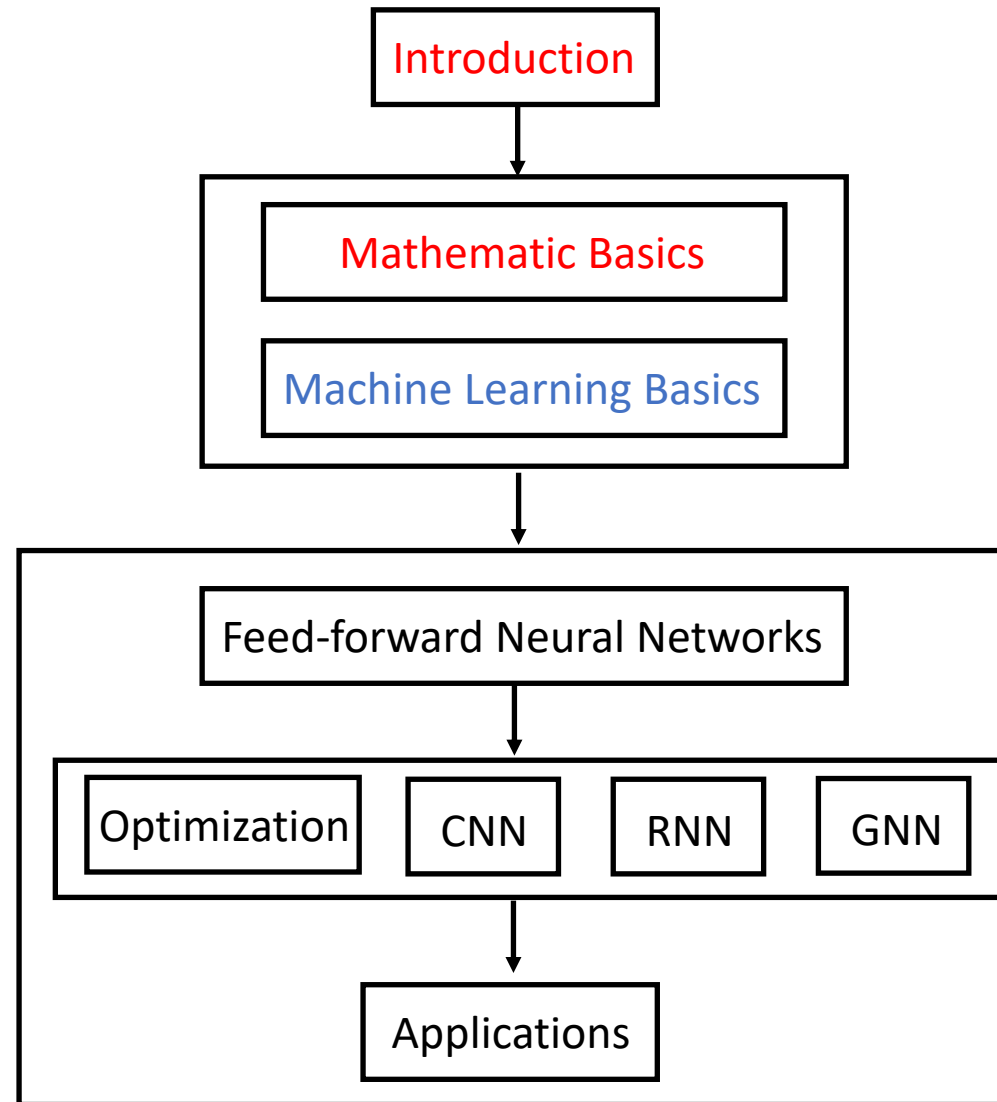 Introduction
Mathematic Basics
Machine Learning Basics
Feed-forward Neural Networks
Optimization
CNN
RNN
GNN
Applications